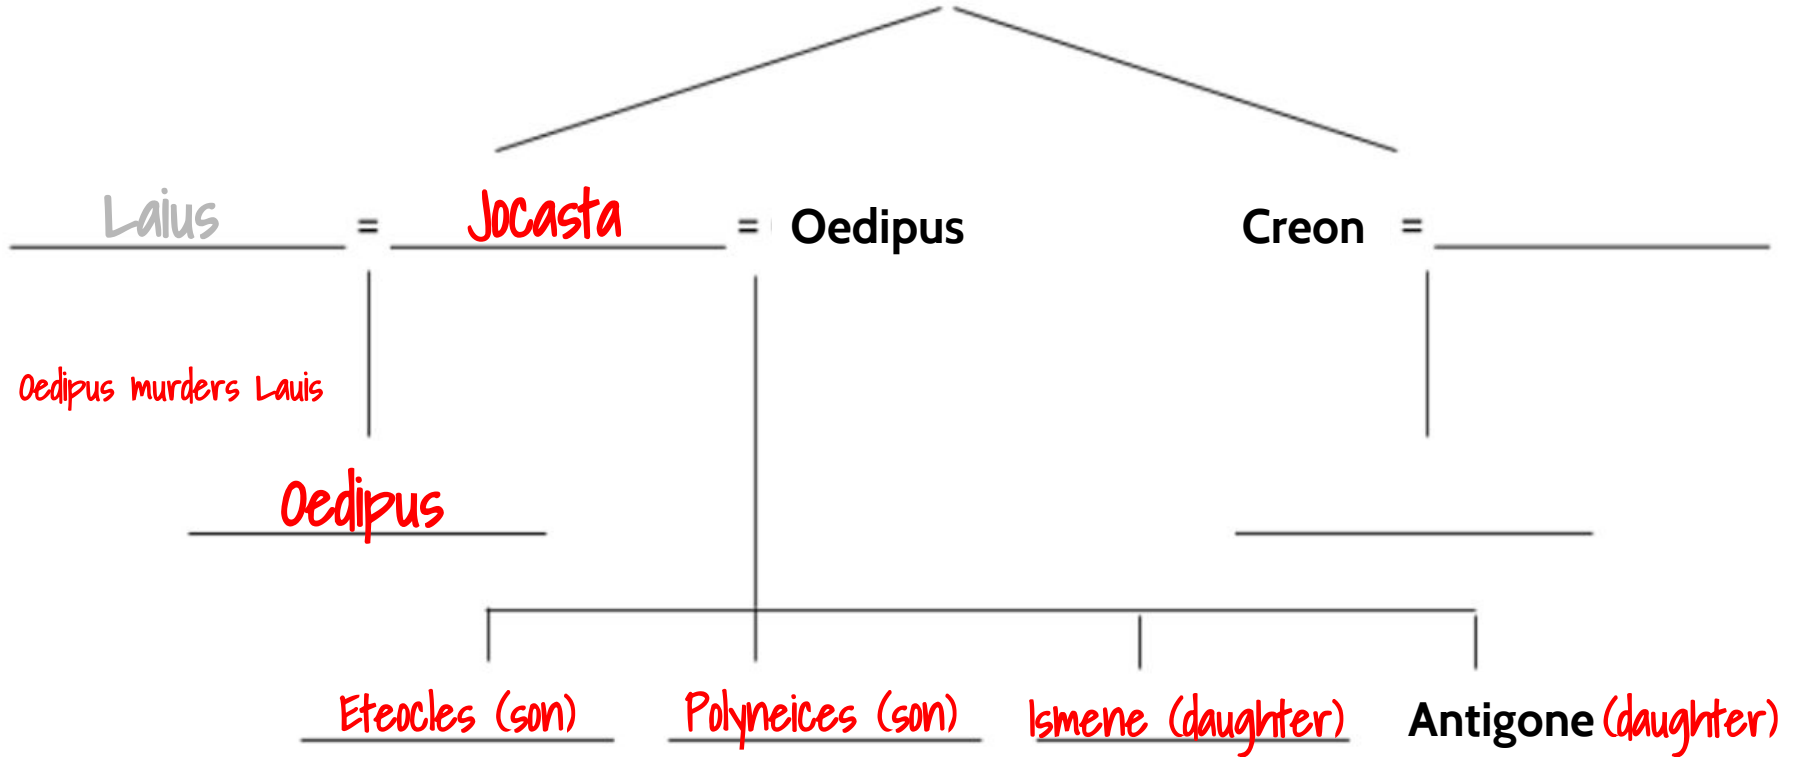 Laius = Jocasta = Oedipus Creon =
Oedipus murders Lauis
Oedipus
Eteocles (son) Polyneices (son) Ismene (daughter) Antigone (daughter)